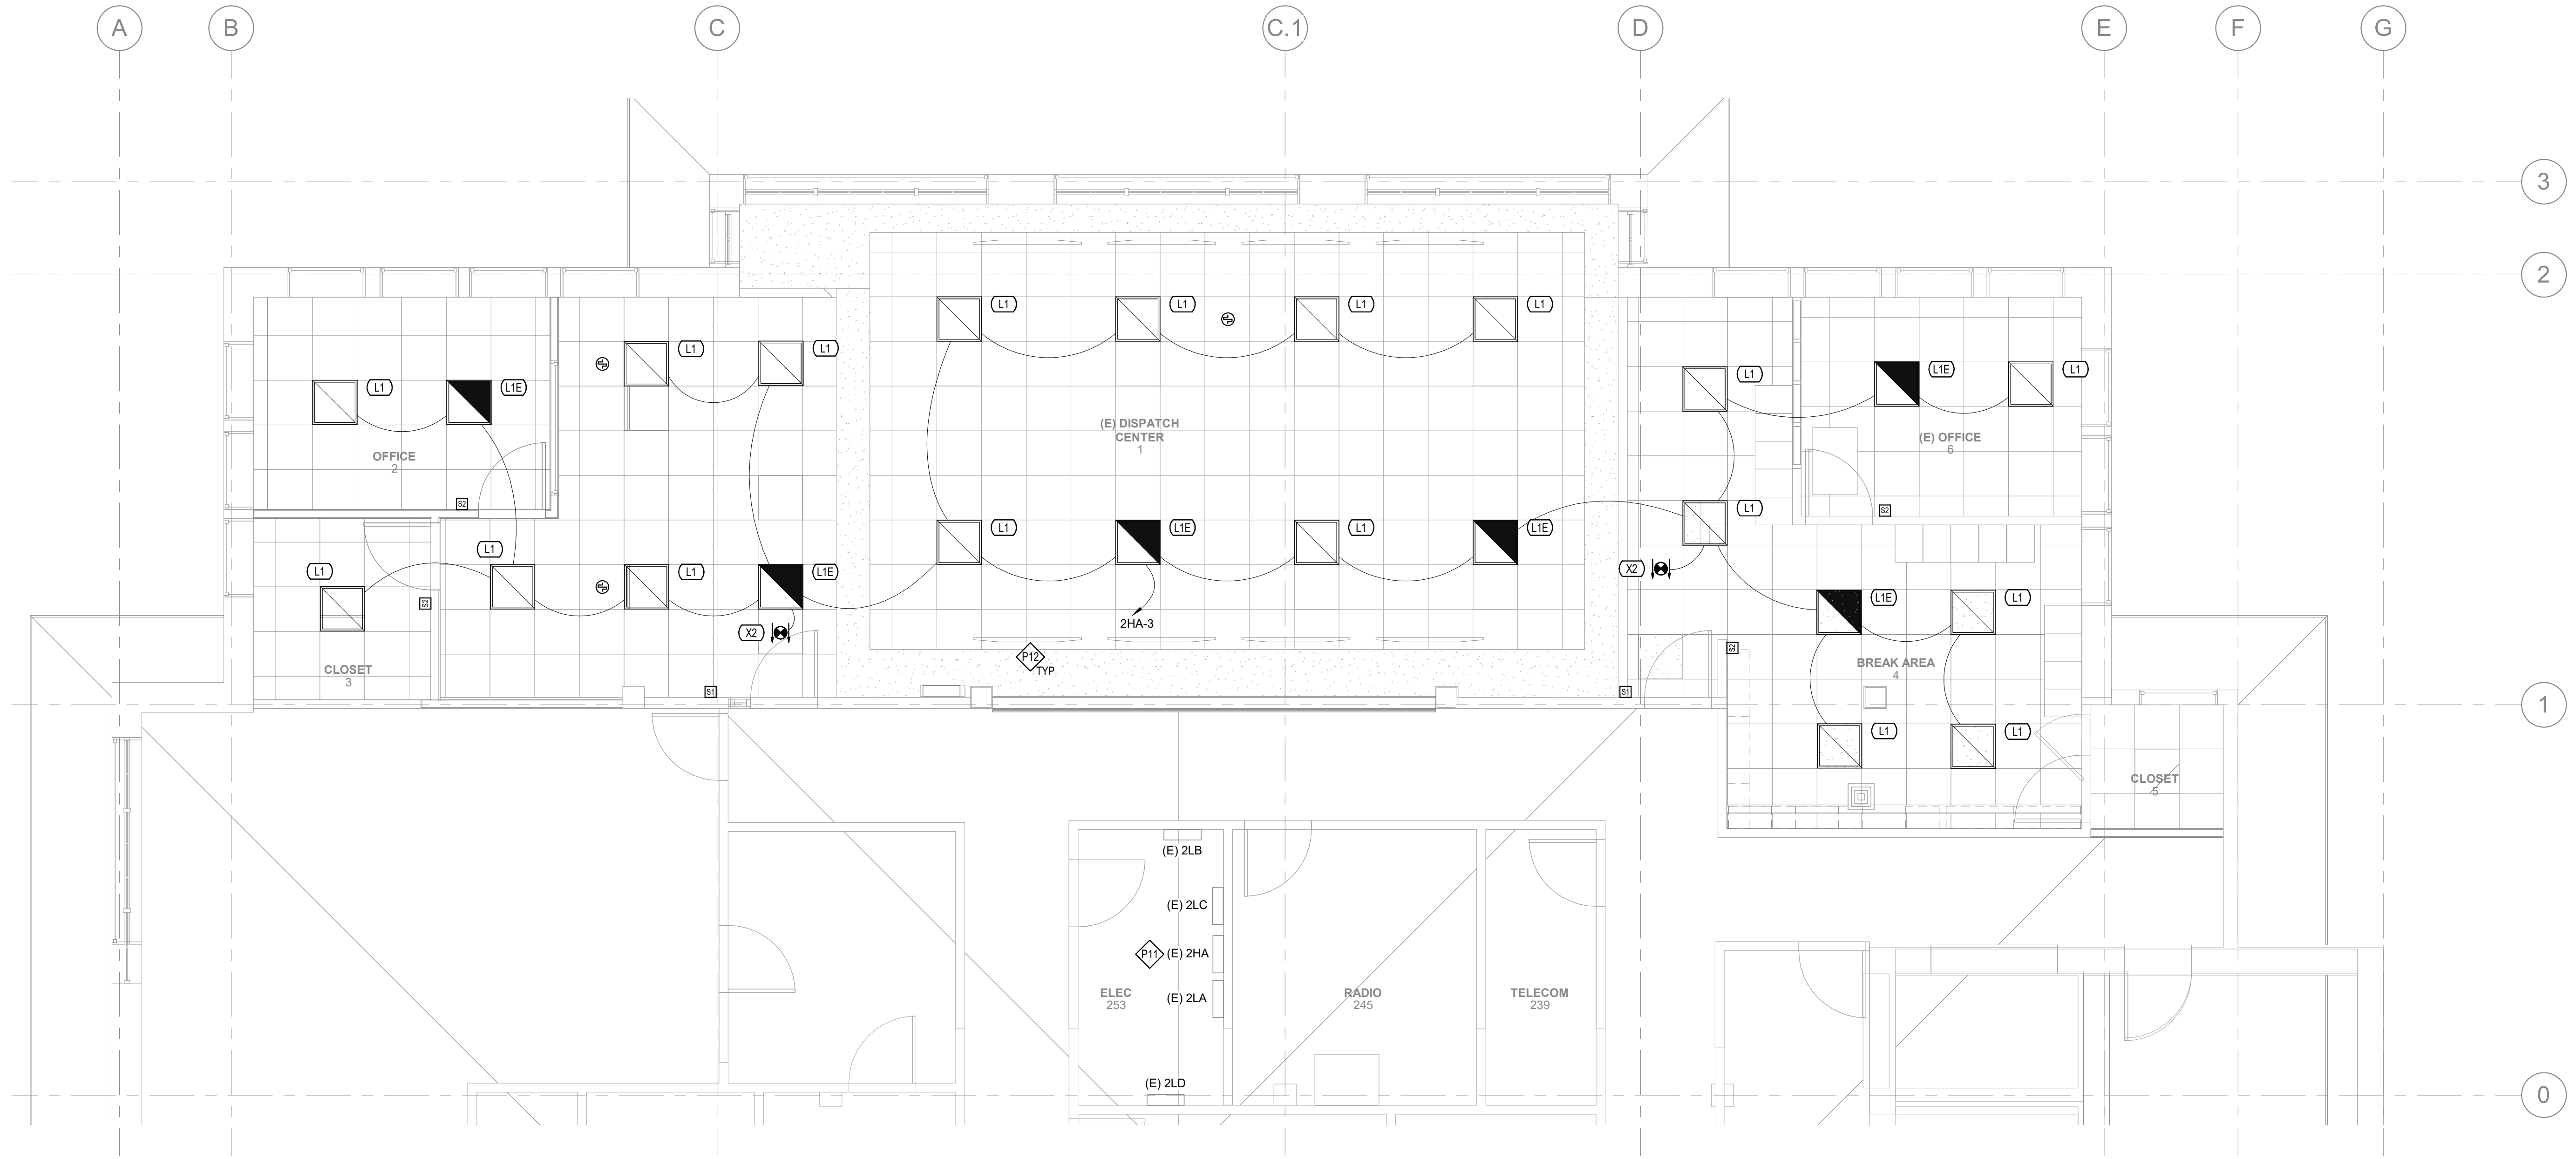 A
B
C
C.1
D
E
F
G
3
2
L1
L1
L1
L1
L1
L1
L1
L1E
L1
L1
L1E
L1
(E) DISPATCH
CENTER
1
(E) OFFICE
6
OFFICE
2
S2
L1
S2
L1
L1E
L1
L1E
L1
L1
L1E
X2
L1
L1
S2
L1E
L1
X2
2HA-3
CLOSET
3
S1
P12
TYP
S2
BREAK AREA
4
S1
1
L1
L1
CLOSET
5
(E) 2LB
(E) 2LC
P11
(E) 2HA
(E) 2LA
ELEC
253
RADIO
245
TELECOM
239
(E) 2LD
0